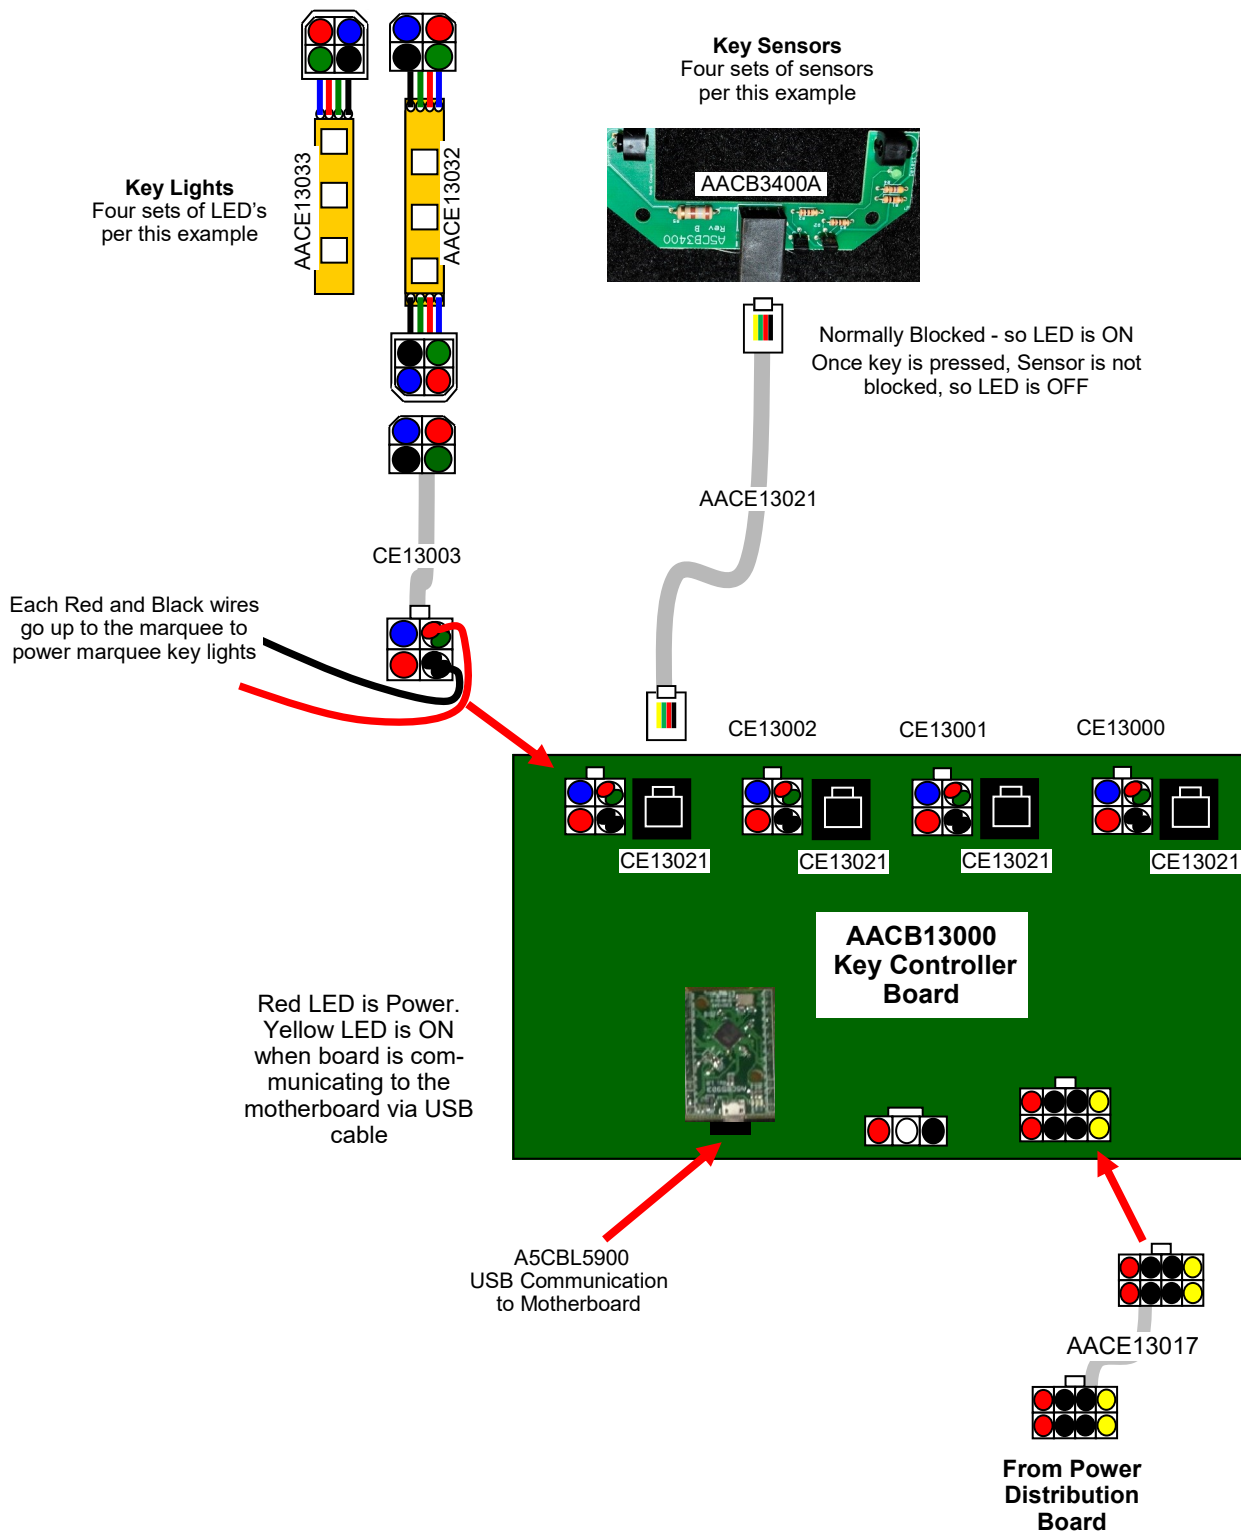 Key Sensors
Four sets of sensors
per this example
AACB3400A
A5CB3400
Rev B
Key Lights
Four sets of LED's
per this example
AACE13033
AACE13032
Normally Blocked - so LED is ON
Once key is pressed, Sensor is not
blocked, so LED is OFF
AACE13021
CE13003
Each Red and Black wires
go up to the marquee to
power marquee key lights
CE13002
CE13001
CE13000
CE13021
CE13021
CE13021
CE13021
AACB13000
Key Controller
Board
Red LED is Power.
Yellow LED is ON
when board is com-
municating to the
motherboard via USB
cable
A5CBL5900
USB Communication
to Motherboard
AACE13017
From Power
Distribution
Board